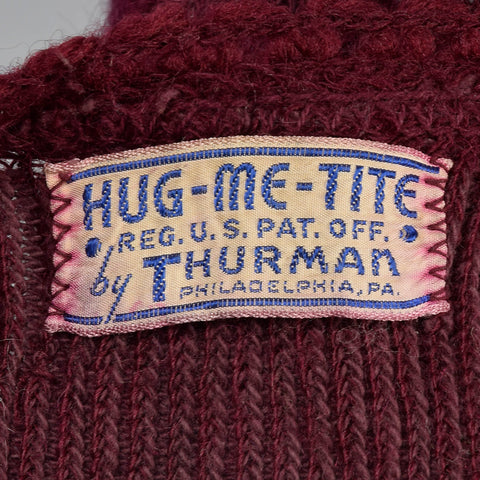 HUG-ME-TITE
REG. U.S. PAT. OFF.
by THURMAN
PHILADELPHIA, PA.